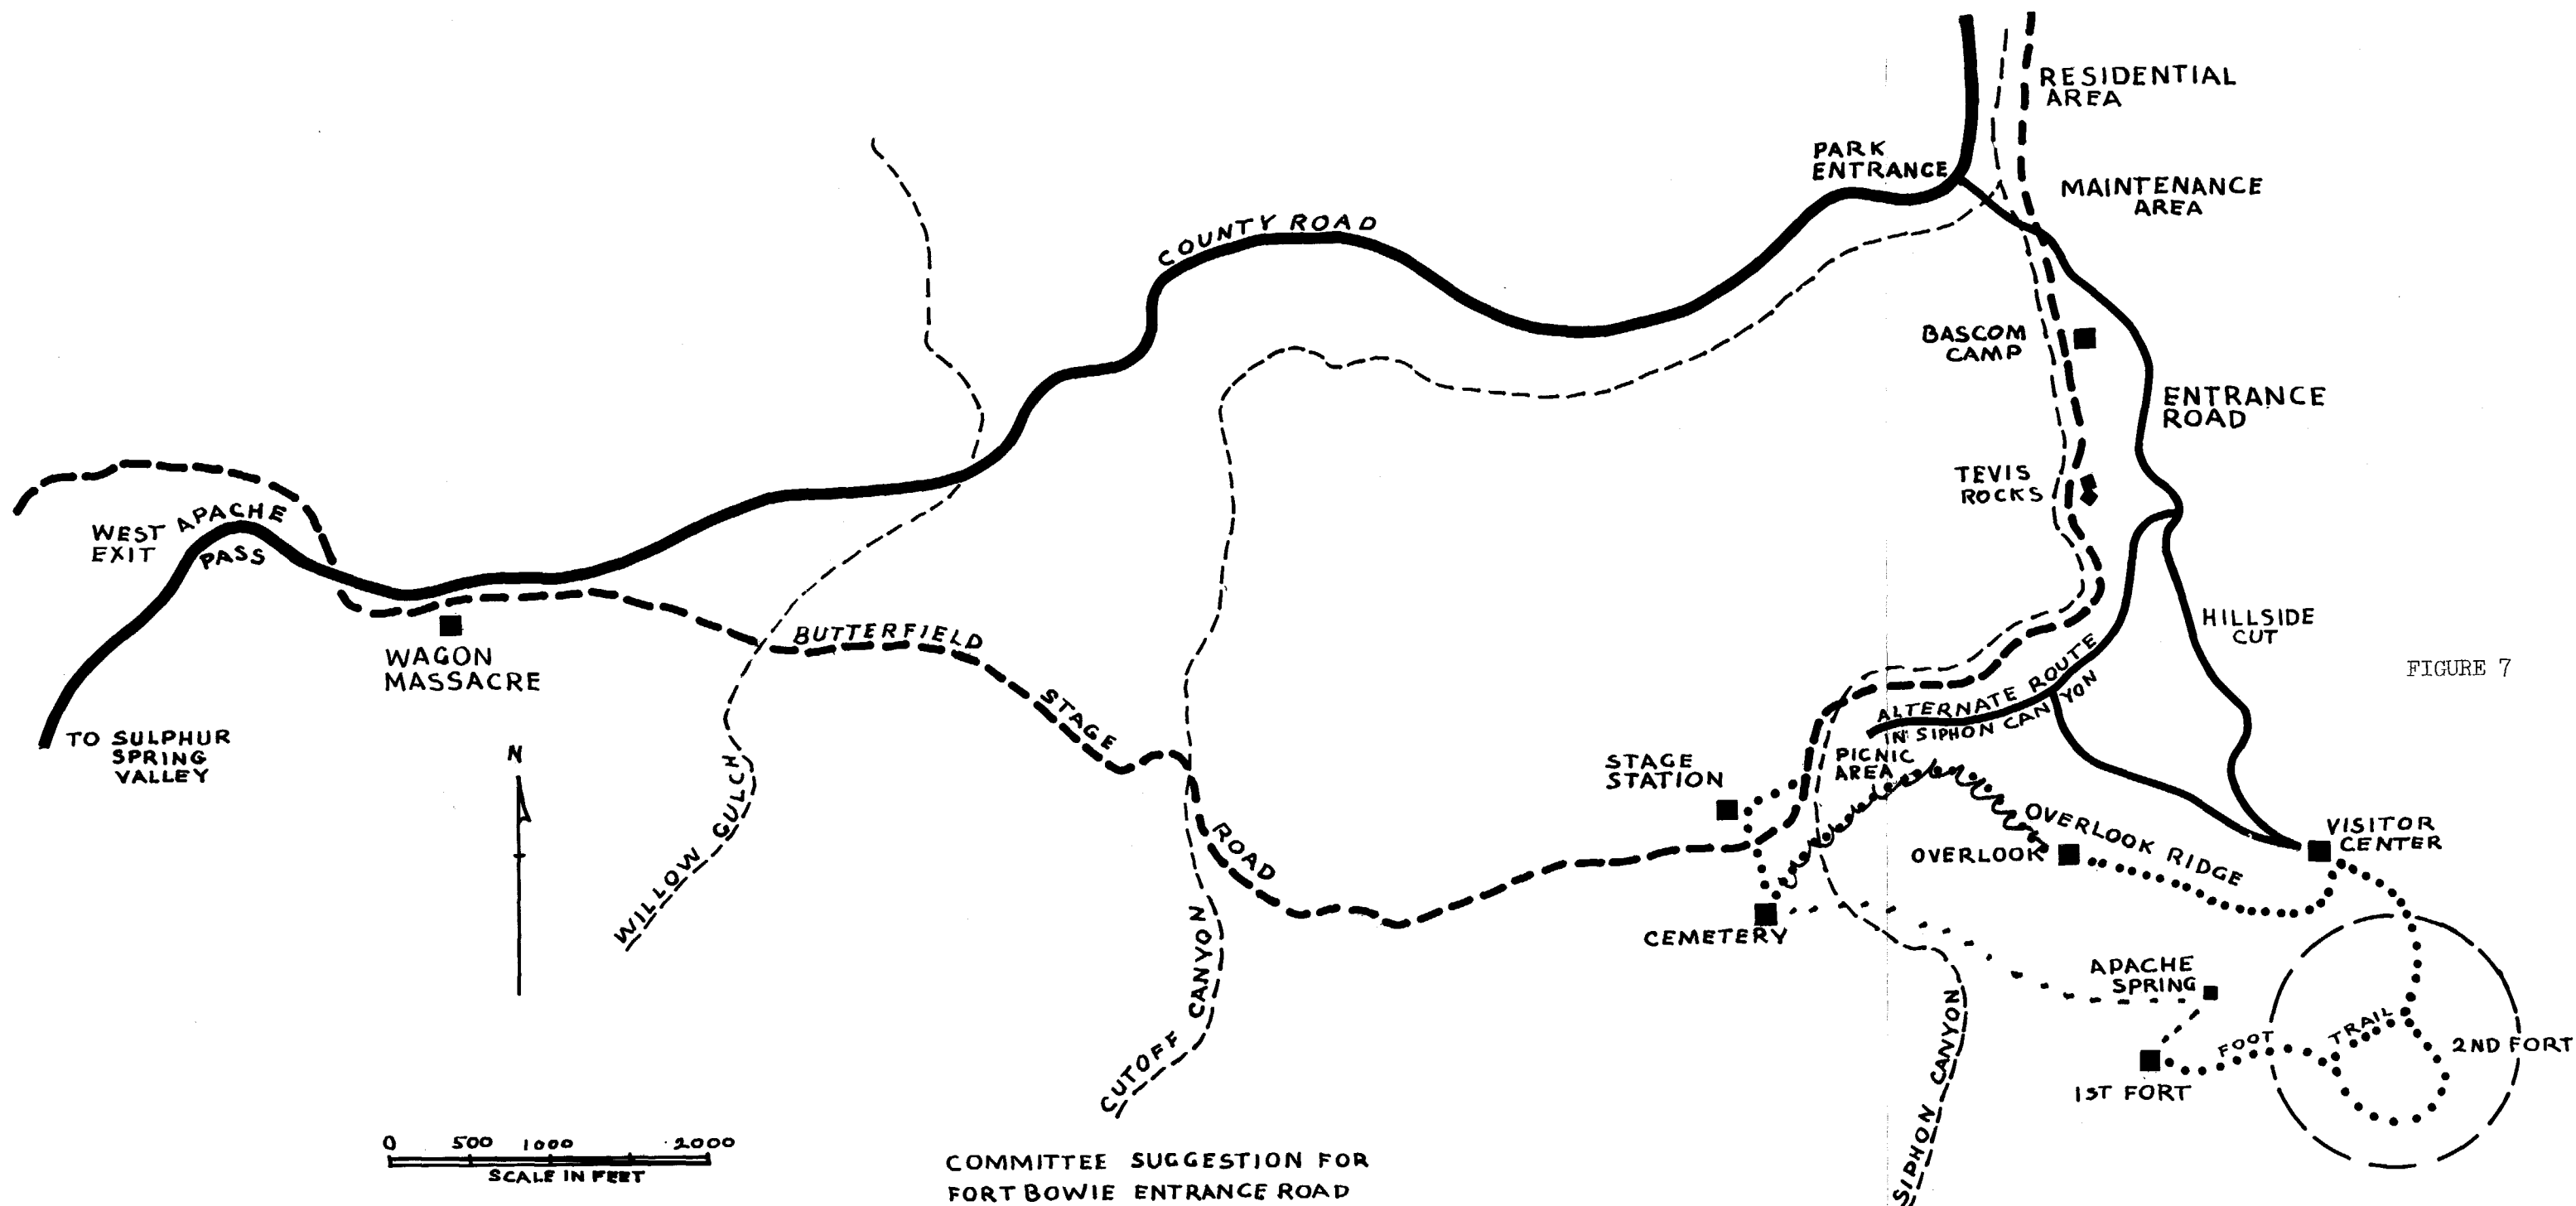 RESIDENTIAL
AREA
PARK
ENTRANCE
MAINTENANCE
AREA
COUNTY ROAD
BASCOM
CAMP
ENTRANCE
ROAD
TEVIS
ROCKS
WEST
EXIT
APACHE
PASS
HILLSIDE
CUT
WAGON
MASSACRE
BUTTERFIELD
STAGE
ROAD
FIGURE 7
TO SULPHUR
SPRING
VALLEY
N
ALTERNATE ROUTE
IN SIPHON CANYON
PICNIC
AREA
STAGE
STATION
WILLOW GULCH
OVERLOOK
OVERLOOK RIDGE
VISITOR
CENTER
CEMETERY
CUTOFF CANYON
APACHE
SPRING
SIPHON CANYON
FOOT TRAIL
2ND FORT
1ST FORT
0 500 1000 2000
SCALE IN FEET
COMMITTEE SUGGESTION FOR
FORT BOWIE ENTRANCE ROAD